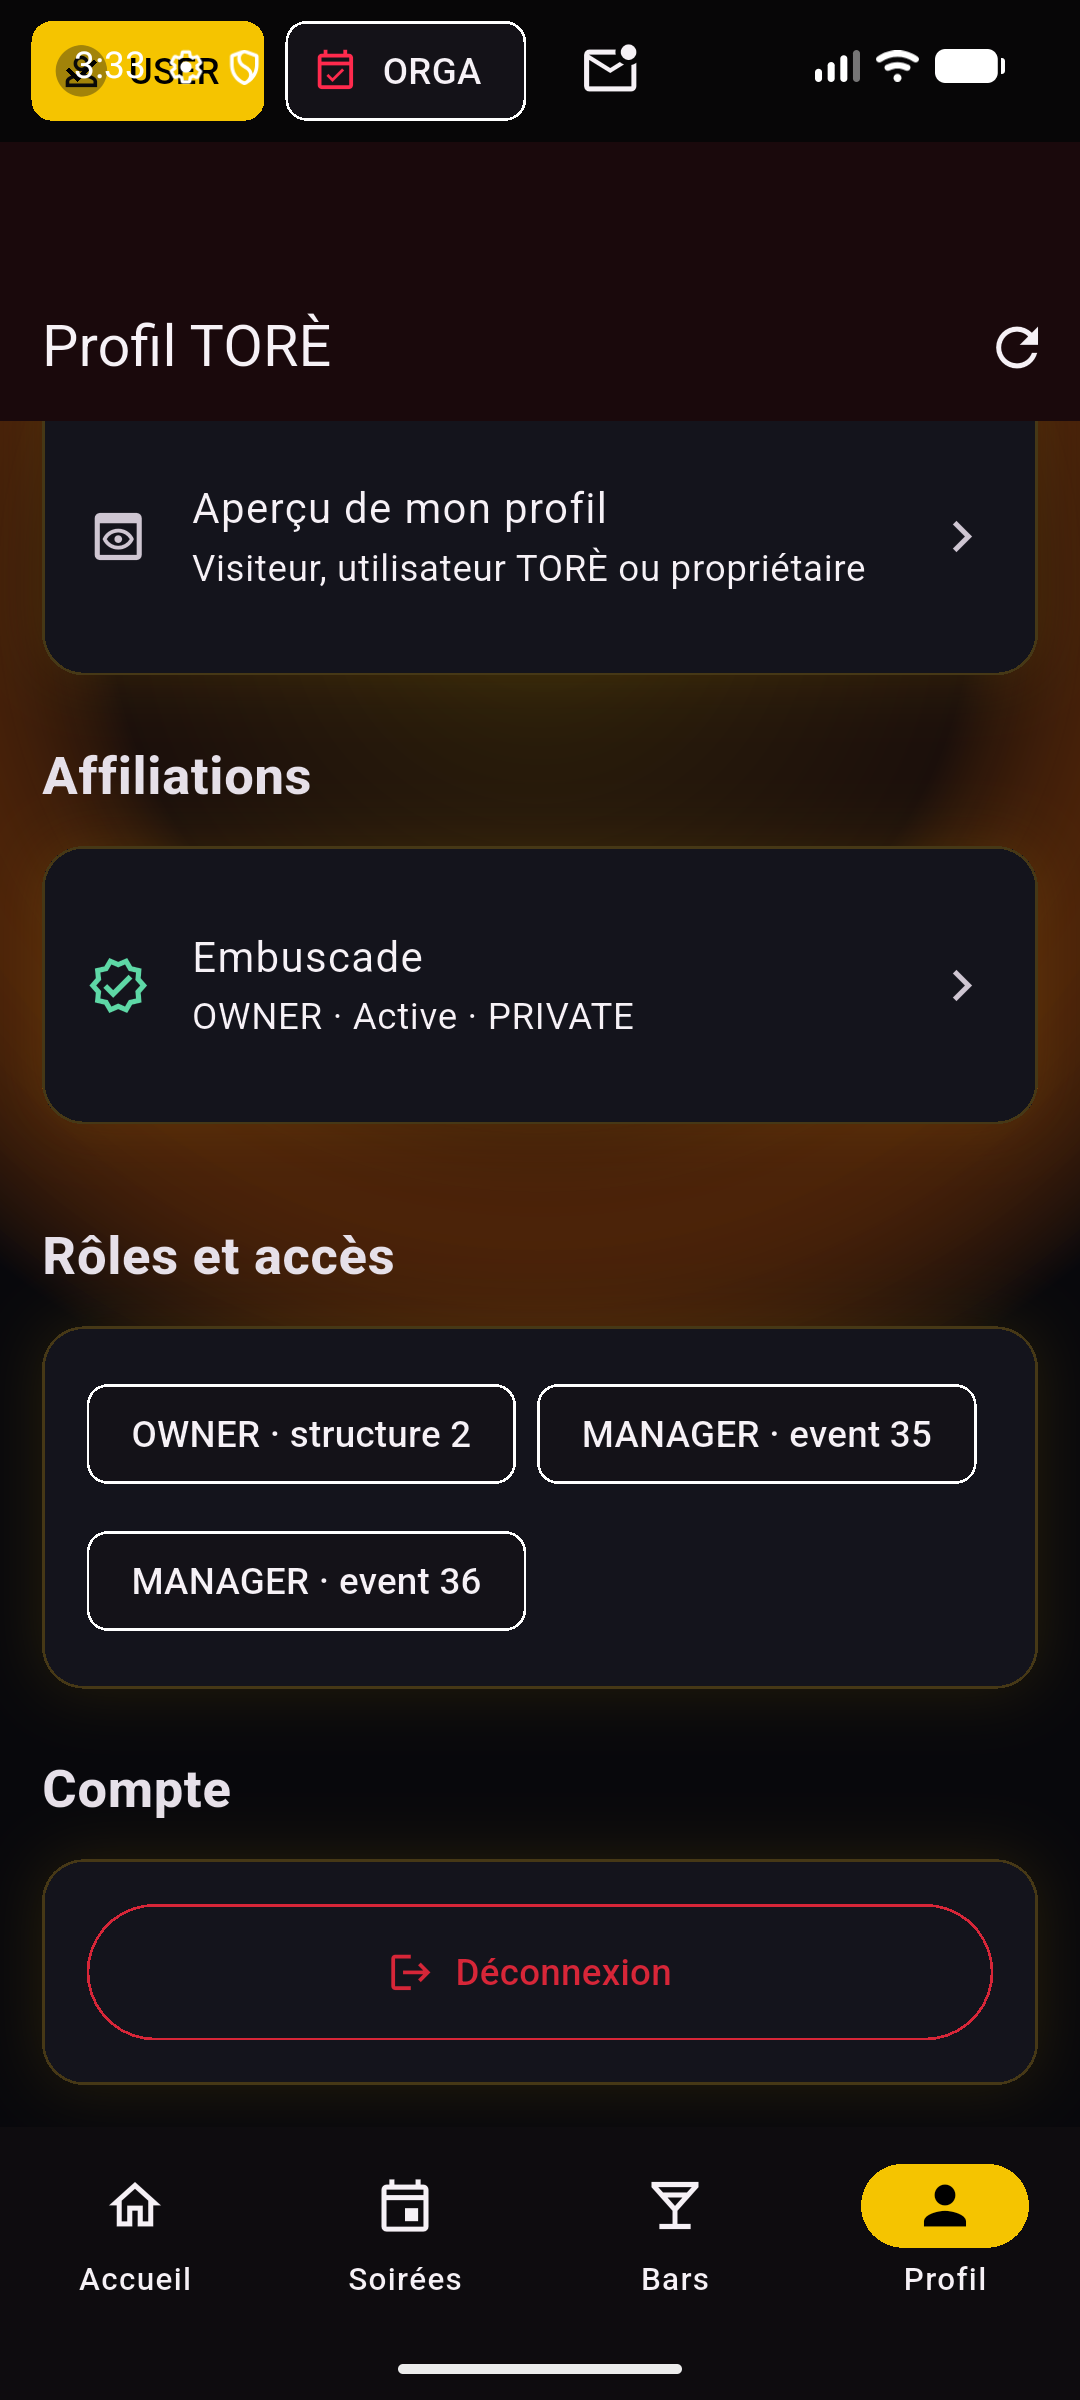 3:33 USER ORGA
Profil TORÈ
Aperçu de mon profil
Visiteur, utilisateur TORÈ ou propriétaire
Affiliations
Embuscade
OWNER · Active · PRIVATE
Rôles et accès
OWNER · structure 2 MANAGER · event 35
MANAGER · event 36
Compte
Déconnexion
Accueil Soirées Bars Profil